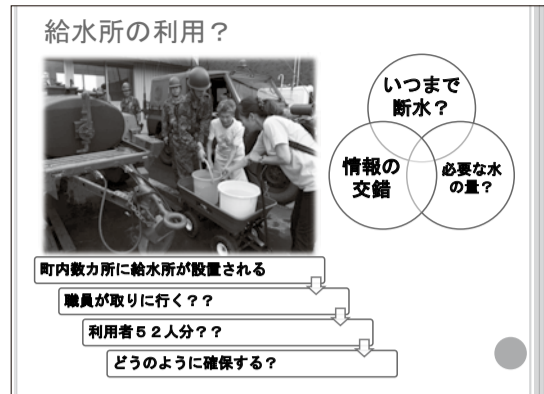 給水所の利用？
いつまで
断水？
情報の
交錯
必要な水
の量？
町内数カ所に給水所が設置される
職員が取りに行く？？
利用者５２人分？？
どうのように確保する？